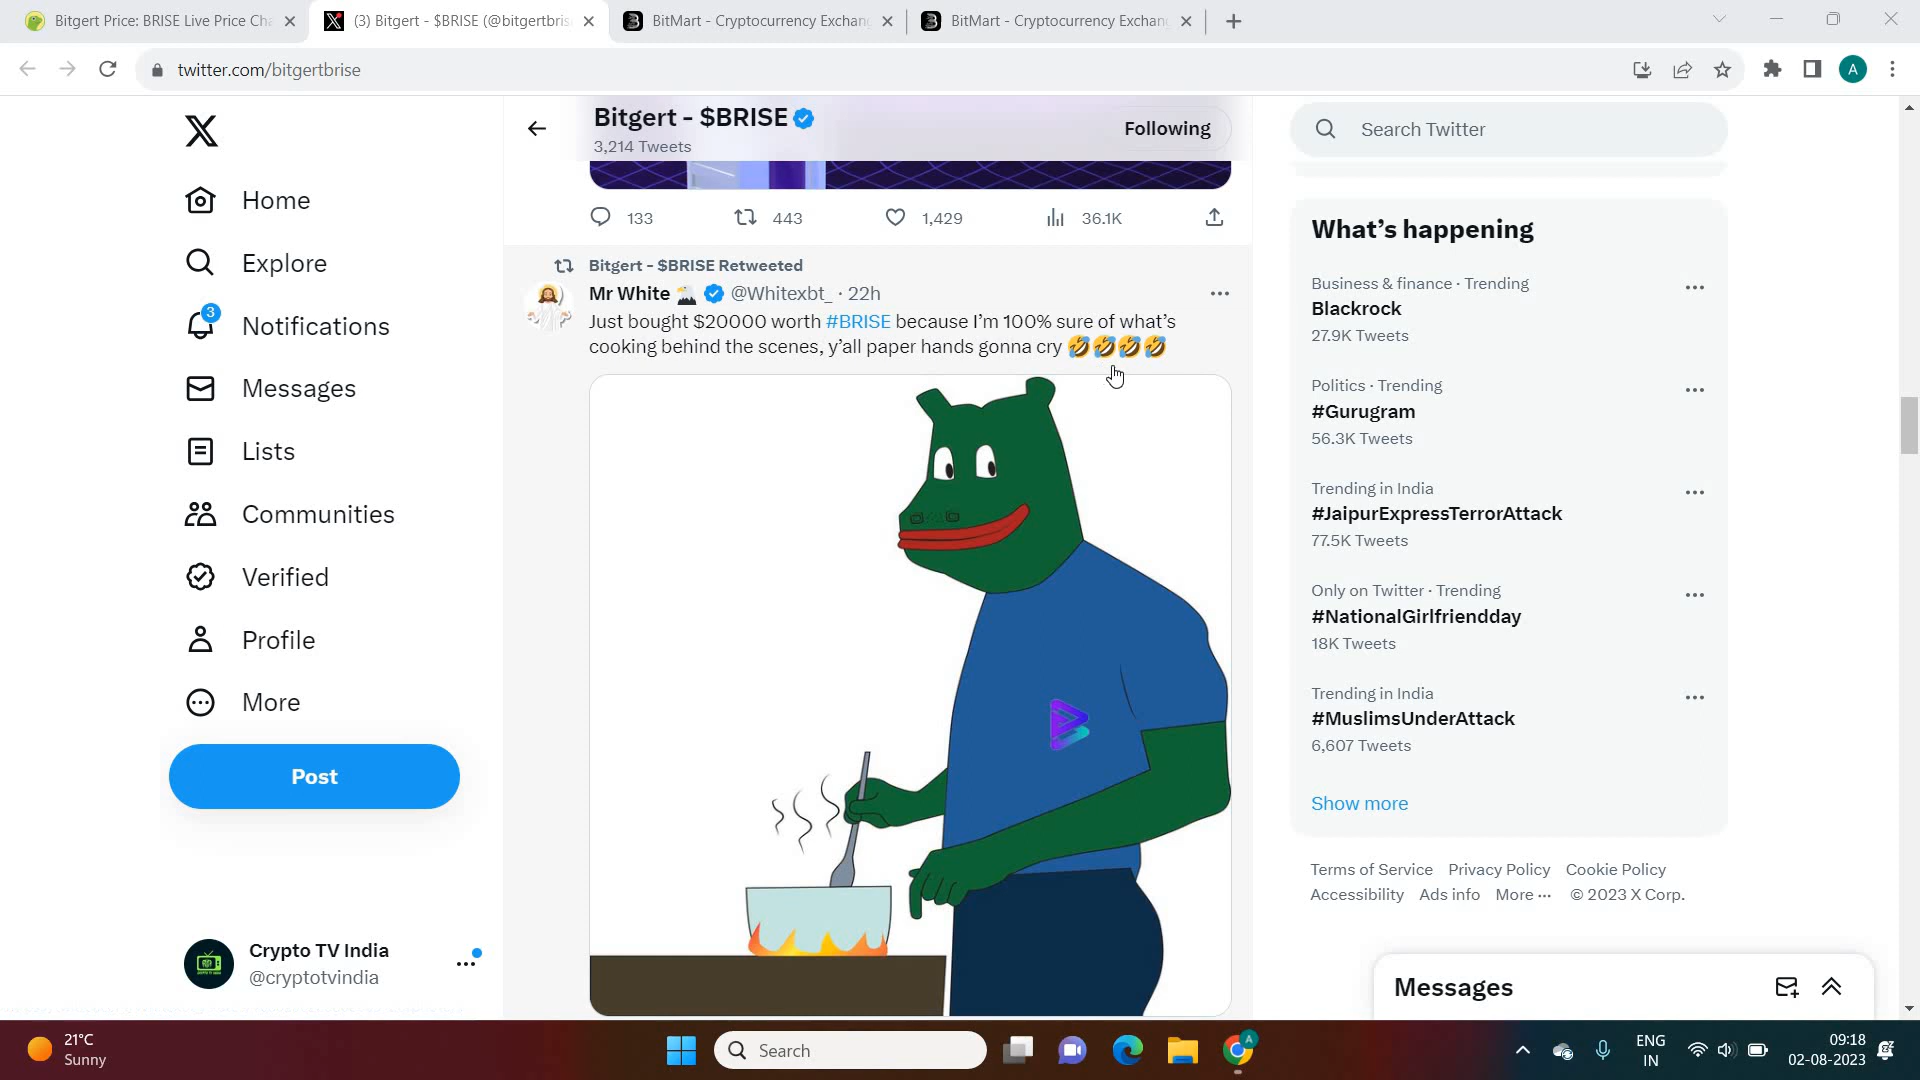 Bitgert Price: BRISE Live Price Cha
(3) Bitgert - $BRISE (@bitgertbris
BitMart - Cryptocurrency Exchang
BitMart - Cryptocurrency Exchang
twitter.com/bitgertbrise
A
Bitgert - $BRISE
3,214 Tweets
Following
Search Twitter
Home
Explore
3
Notifications
Messages
Lists
Communities
Verified
Profile
More
Post
Crypto TV India
@cryptotvindia
133
443
1,429
36.1K
Bitgert - $BRISE Retweeted
Mr White 🦅 @Whitexbt_ · 22h
Just bought $20000 worth #BRISE because I’m 100% sure of what’s
cooking behind the scenes, y’all paper hands gonna cry 🤣🤣🤣🤣
What’s happening
Business & finance · Trending
Blackrock
27.9K Tweets
Politics · Trending
#Gurugram
56.3K Tweets
Trending in India
#JaipurExpressTerrorAttack
77.5K Tweets
Only on Twitter · Trending
#NationalGirlfriendday
18K Tweets
Trending in India
#MuslimsUnderAttack
6,607 Tweets
Show more
Terms of Service Privacy Policy Cookie Policy
Accessibility Ads info More ··· © 2023 X Corp.
Messages
21°C
Sunny
Search
A
ENG
IN
09:18
02-08-2023